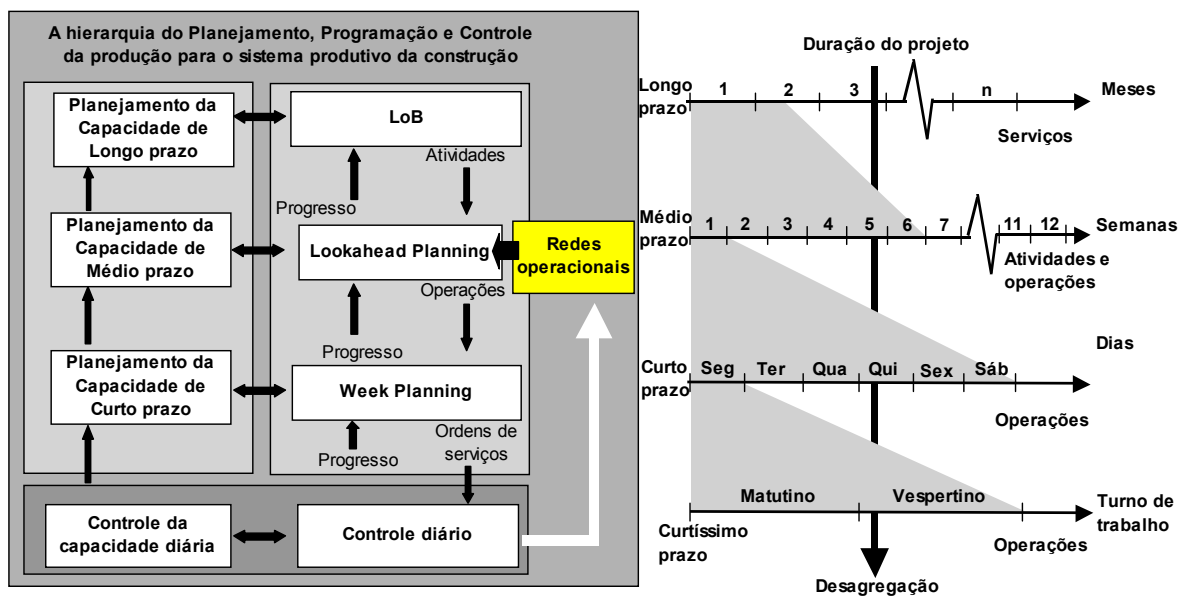 A hierarquia do Planejamento, Programação e Controle
da produção para o sistema produtivo da construção
Planejamento da
Capacidade de
Longo prazo
LoB
Atividades
Progresso
Planejamento da
Capacidade de
Médio prazo
Lookahead Planning
Redes
operacionais
Operações
Progresso
Planejamento da
Capacidade de
Curto prazo
Week Planning
Ordens de
serviços
Progresso
Controle da
capacidade diária
Controle diário
Duração do projeto
Longo
prazo
1 2 3 n
Meses
Serviços
Médio
prazo
1 2 3 4 5 6 7 11 12
Semanas
Atividades e
operações
Dias
Curto
prazo
Seg Ter Qua Qui Sex Sáb
Operações
Matutino Vespertino
Turno de
trabalho
Curtíssimo
prazo
Operações
Desagregação